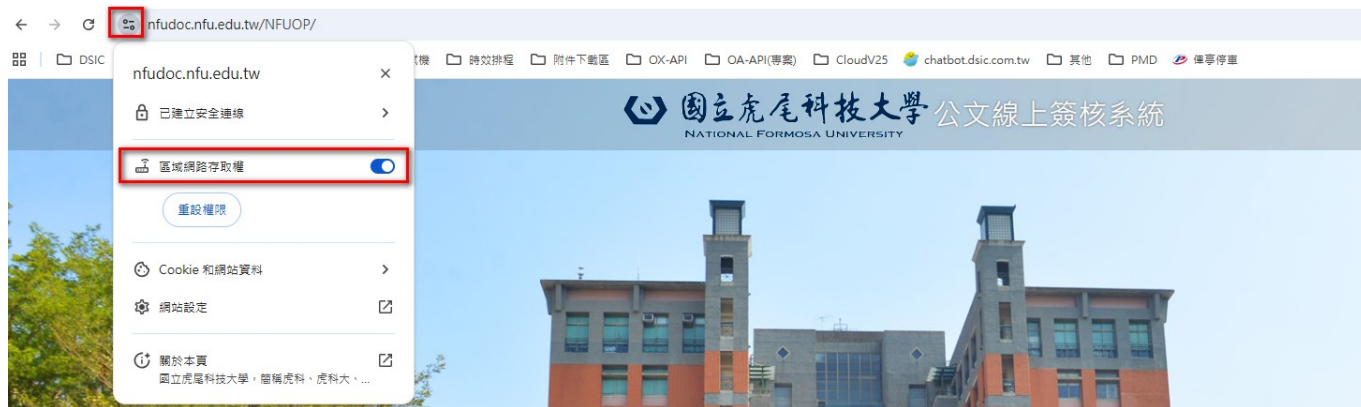 nfudoc.nfu.edu.tw/NFUOP/
DSIC
機 時效排程 附件下載區 OX-API OA-API(專案) CloudV25 chatbot.dsic.com.tw 其他 PMD 俥亭停車
nfudoc.nfu.edu.tw
已建立安全連線
區域網路存取權
重設權限
Cookie 和網站資料
網站設定
關於本頁
國立虎尾科技大學，簡稱虎科、虎科大、...
國立虎尾科技大學 公文線上簽核系統
NATIONAL FORMOSA UNIVERSITY